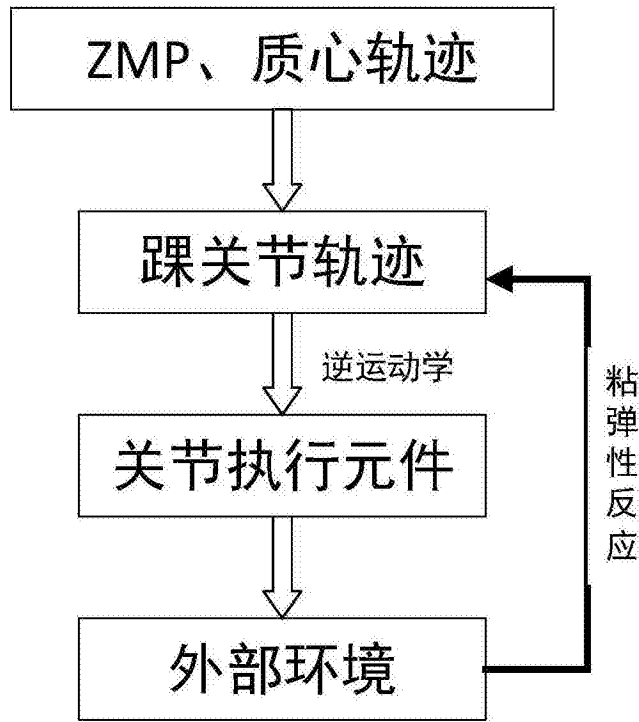 ZMP、质心轨迹
踝关节轨迹
逆运动学
关节执行元件
外部环境
粘弹性反应